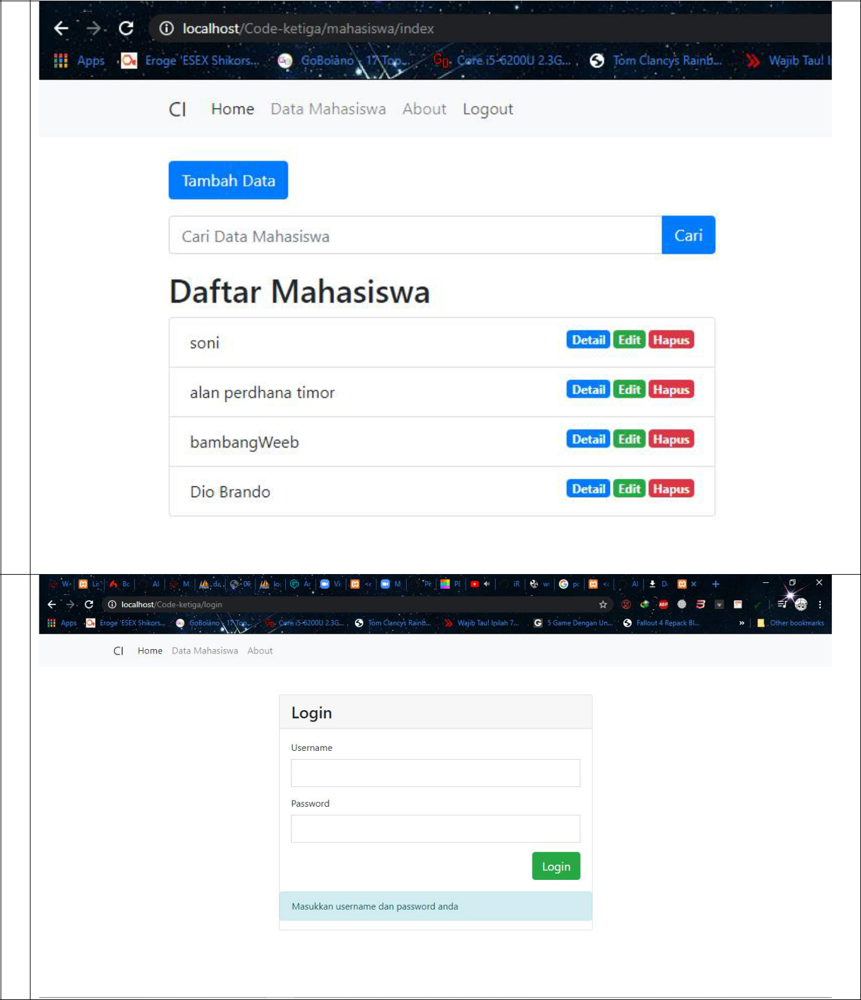 localhost/Code-ketiga/mahasiswa/index
Apps Eroge 'ESEX Shikors... GoBoiano - 17 Top... Core i5-6200U 2.3G... Tom Clancy's Rainb... Wajib Tau! I
CI Home Data Mahasiswa About Logout
Tambah Data
Cari Data Mahasiswa Cari
Daftar Mahasiswa
soni Detail Edit Hapus
alan perdhana timor Detail Edit Hapus
bambangWeeb Detail Edit Hapus
Dio Brando Detail Edit Hapus
localhost/Code-ketiga/login
Apps Eroge 'ESEX Shikors... GoBoiano - 17 Top... Core i5-6200U 2.3G... Tom Clancy's Rainb... Wajib Tau! Inilah 7... 5 Game Dengan Un... Fallout 4 Repack Bl... » Other bookmarks
CI Home Data Mahasiswa About
Login
Username
Password
Login
Masukkan username dan password anda